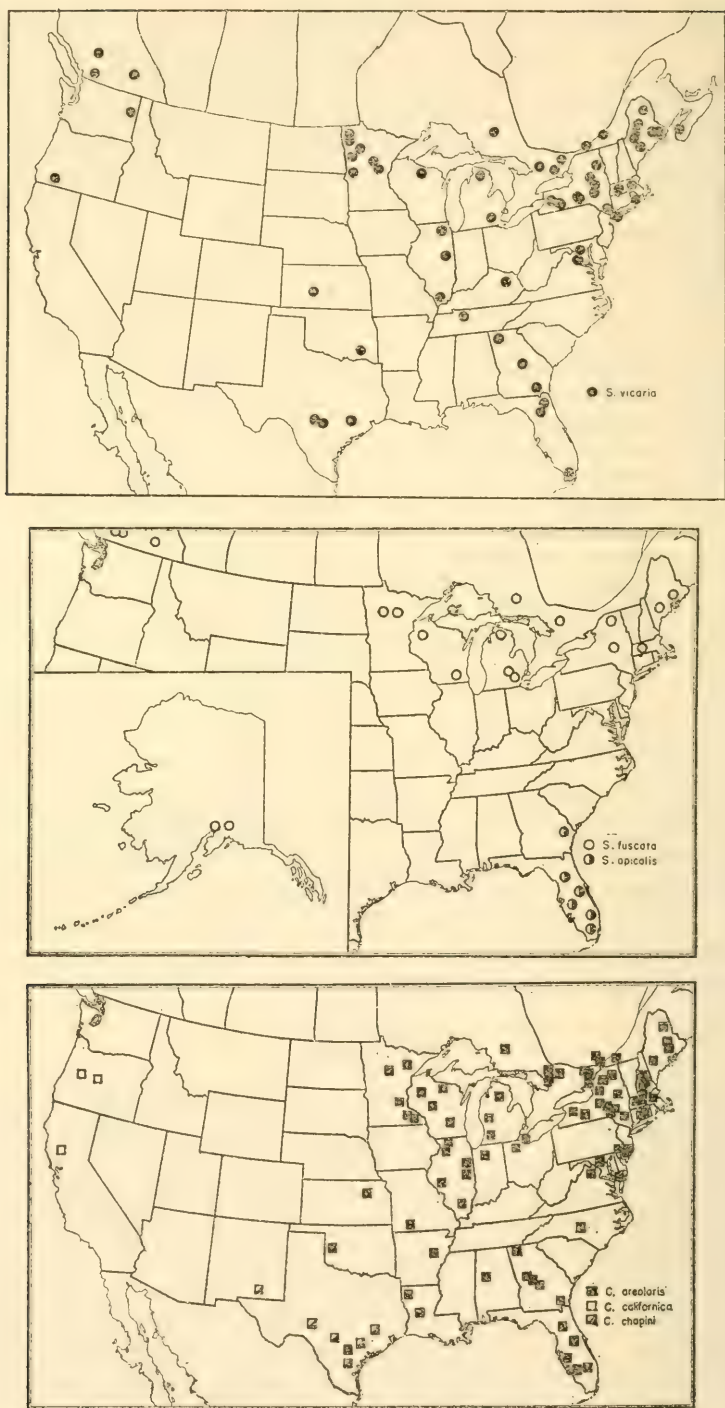 S. vicaria
S. fuscata
S. apicalis
C. areolaris
C. californica
C. chapini